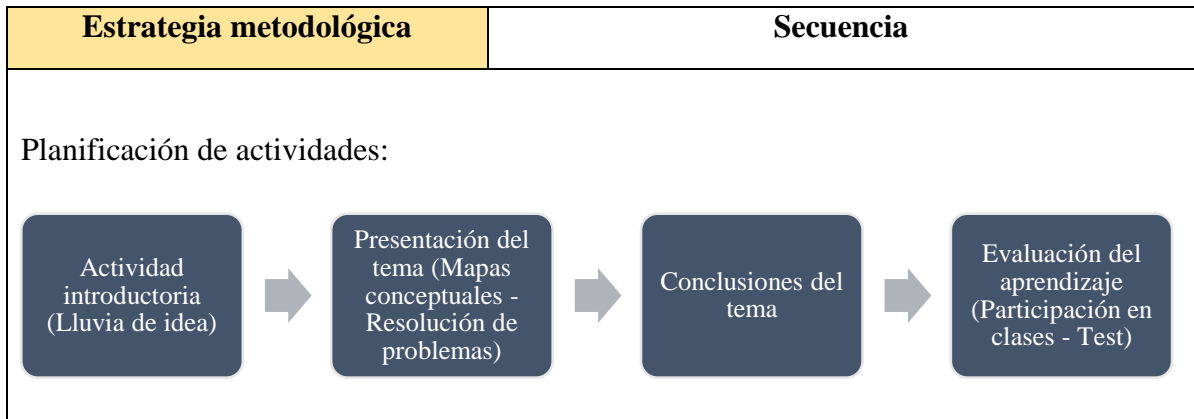 Estrategia metodológica
Secuencia
Planificación de actividades:
Actividad
introductoria
(Lluvia de idea)
Presentación del
tema (Mapas
conceptuales -
Resolución de
problemas)
Conclusiones del
tema
Evaluación del
aprendizaje
(Participación en
clases - Test)